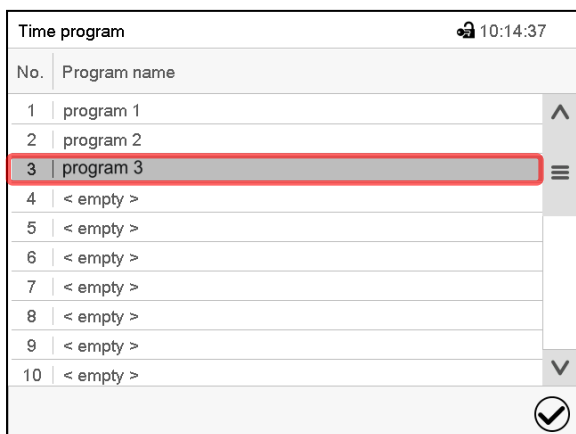 Time program 10:14:37
No. Program name
1 program 1
2 program 2
3 program 3
4 < empty >
5 < empty >
6 < empty >
7 < empty >
8 < empty >
9 < empty >
10 < empty >